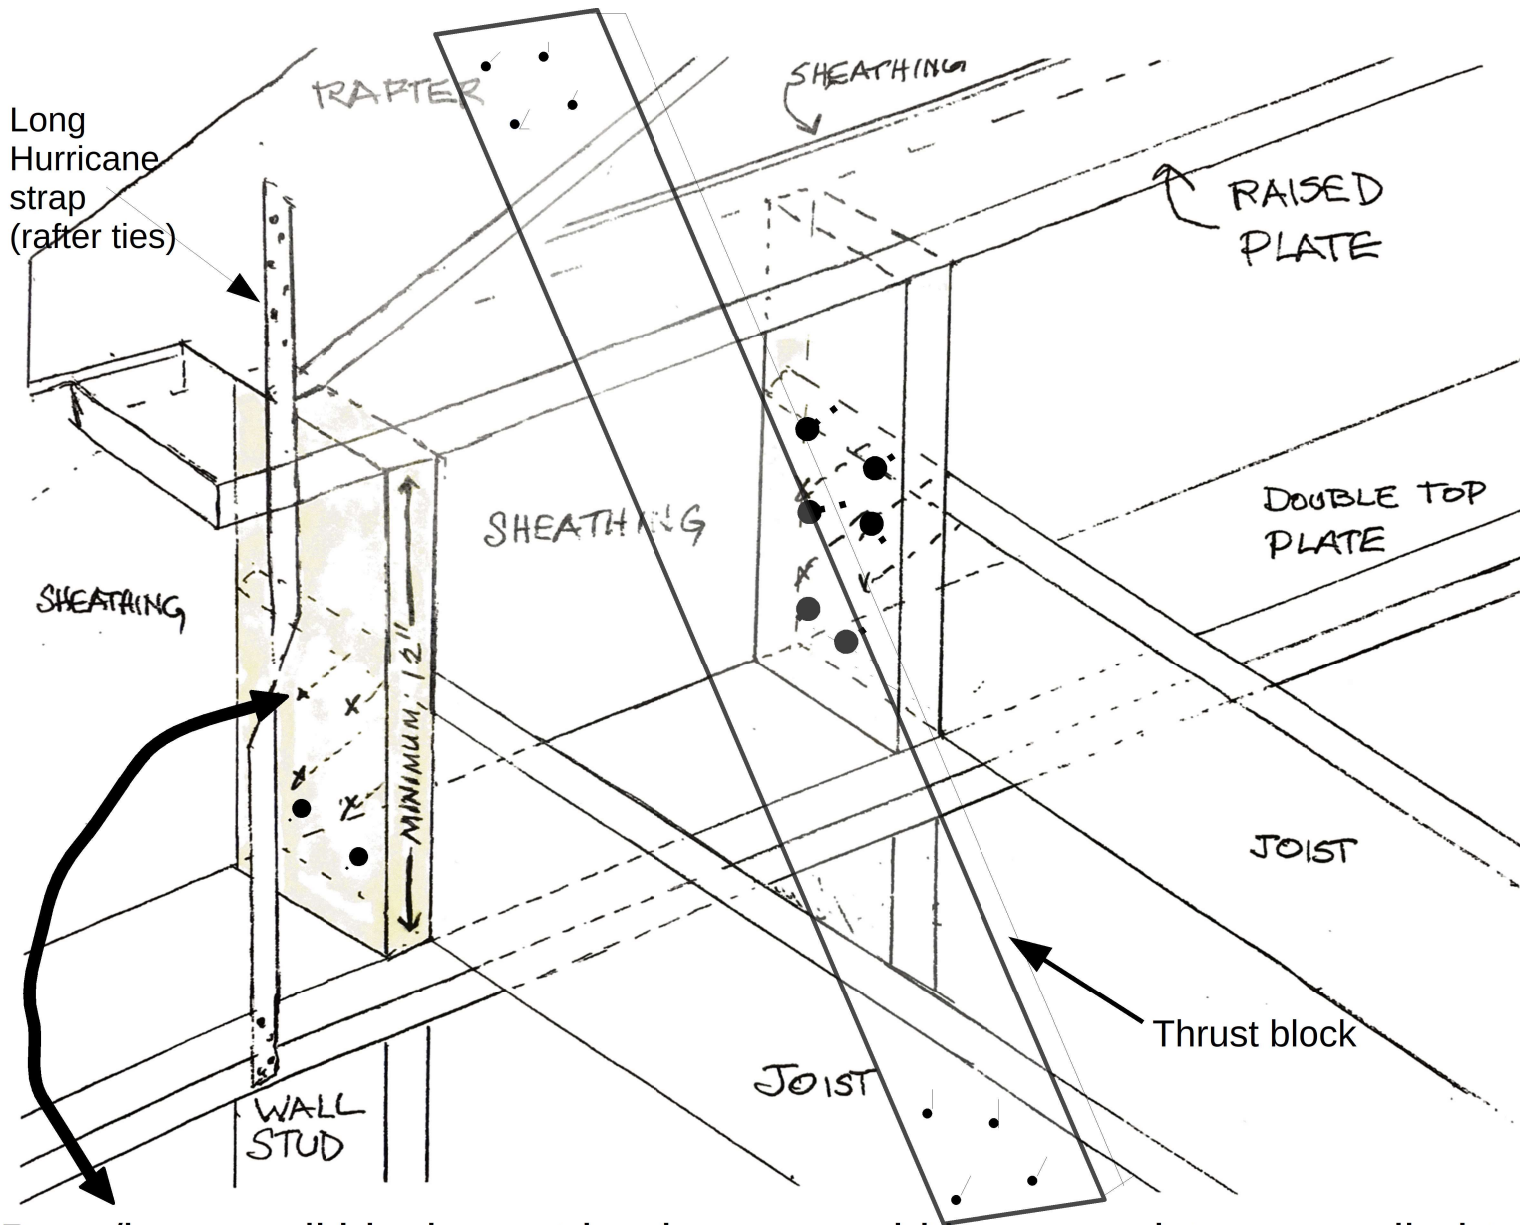 RAFTER
SHEATHING
Long
Hurricane
strap
(rafter ties)
RAISED
PLATE
SHEATHING
DOUBLE TOP
PLATE
SHEATHING
MINIMUM, 12"
JOIST
Thrust block
JOIST
WALL
STUD